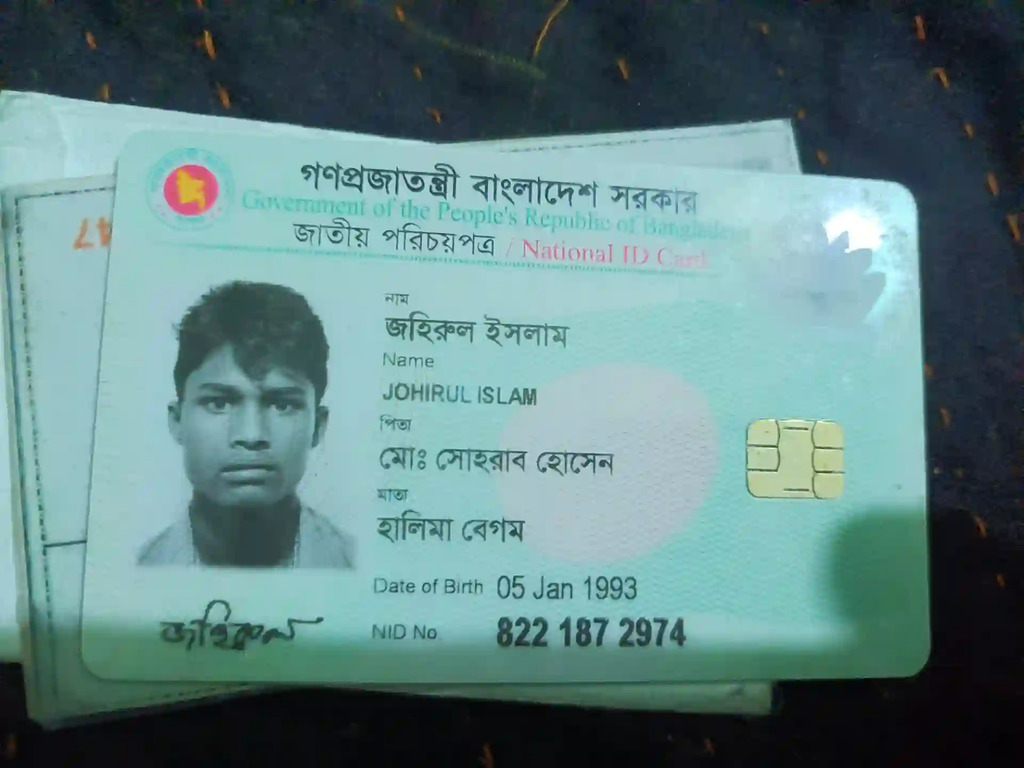 গণপ্রজাতন্ত্রী বাংলাদেশ সরকার
Government of the People's Republic of Bangladesh
জাতীয় পরিচয়পত্র / National ID Card
নাম
জহিরুল ইসলাম
Name
JOHIRUL ISLAM
পিতা
মোঃ সোহরাব হোসেন
মাতা
হালিমা বেগম
Date of Birth 05 Jan 1993
জহিরুল
NID No 822 187 2974